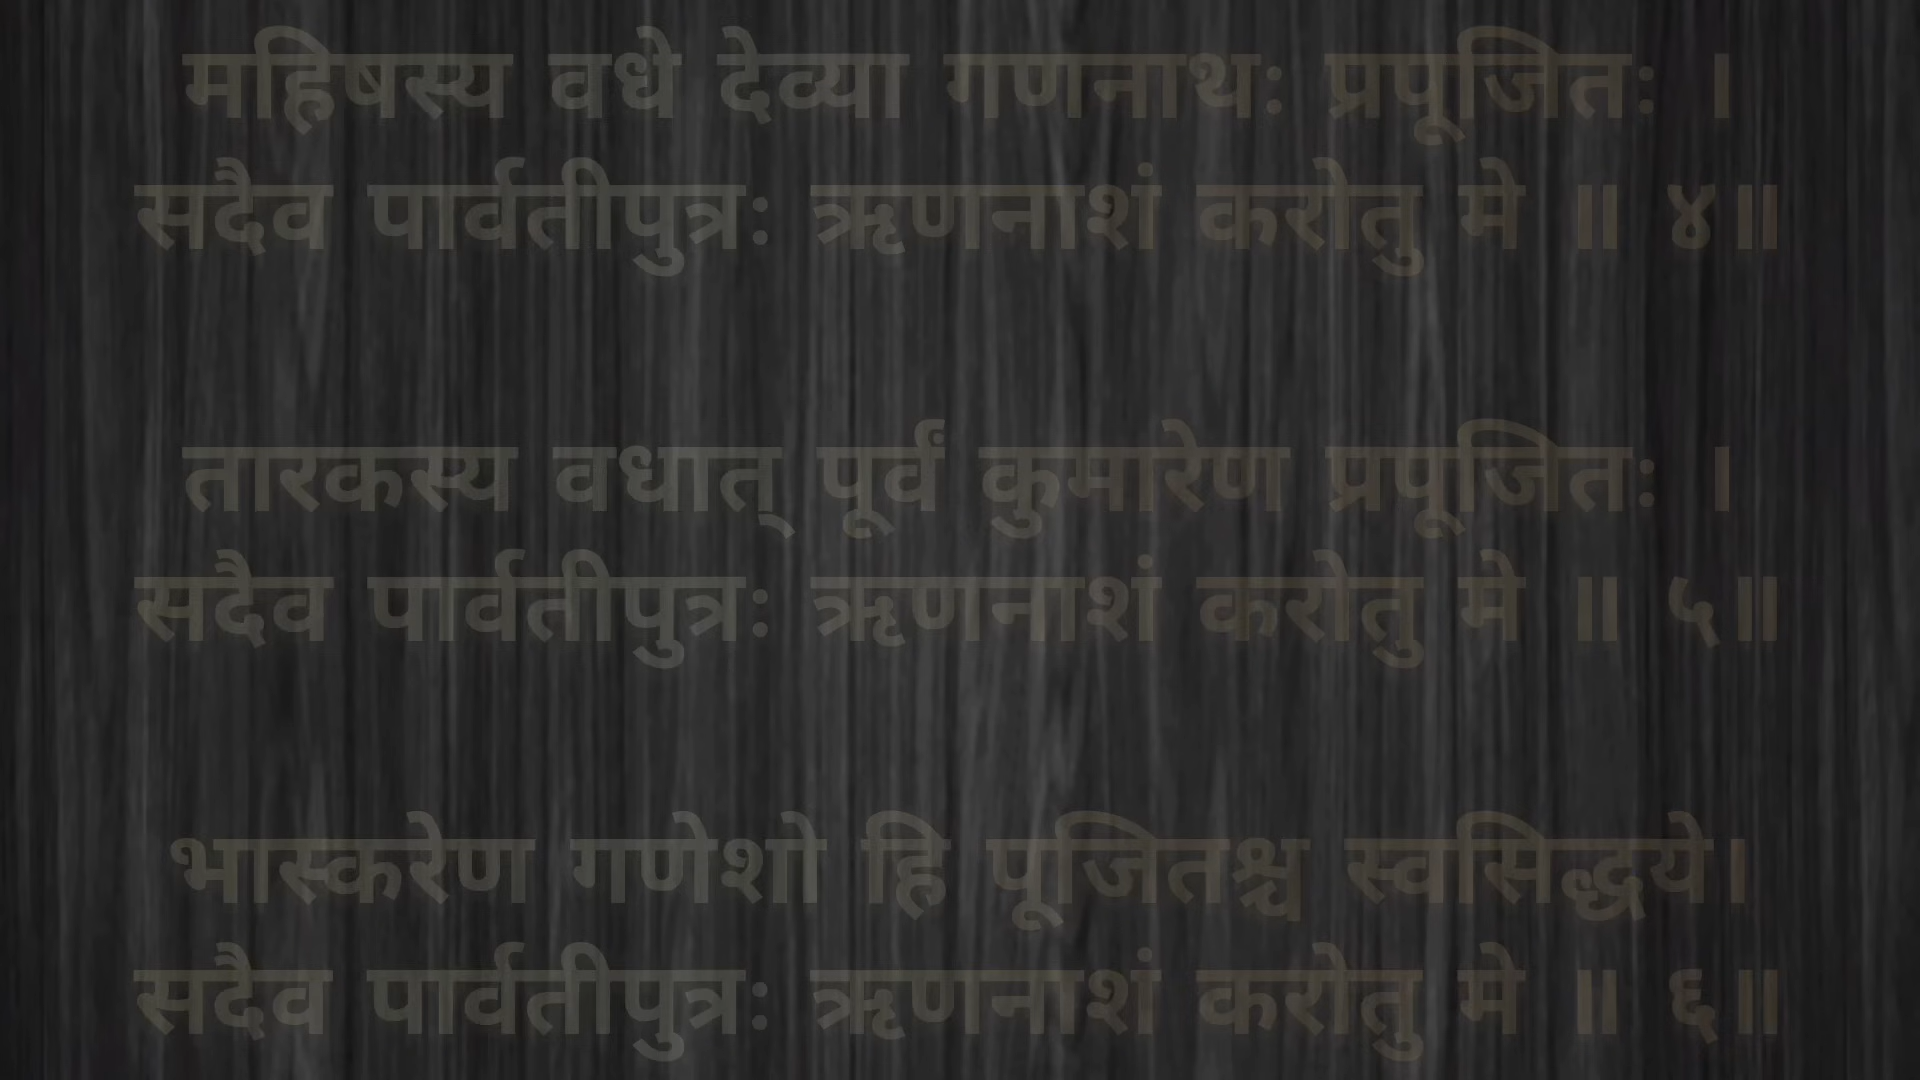 महिषस्य वधे देव्या गणनाथः प्रपूजितः ।
सदैव पार्वतीपुत्रः ऋणनाशं करोतु मे ॥ ४॥
तारकस्य वधात् पूर्वं कुमारेण प्रपूजितः ।
सदैव पार्वतीपुत्रः ऋणनाशं करोतु मे ॥ ५॥
भास्करेण गणेशो हि पूजितश्च स्वसिद्धये।
सदैव पार्वतीपुत्रः ऋणनाशं करोतु मे ॥ ६॥